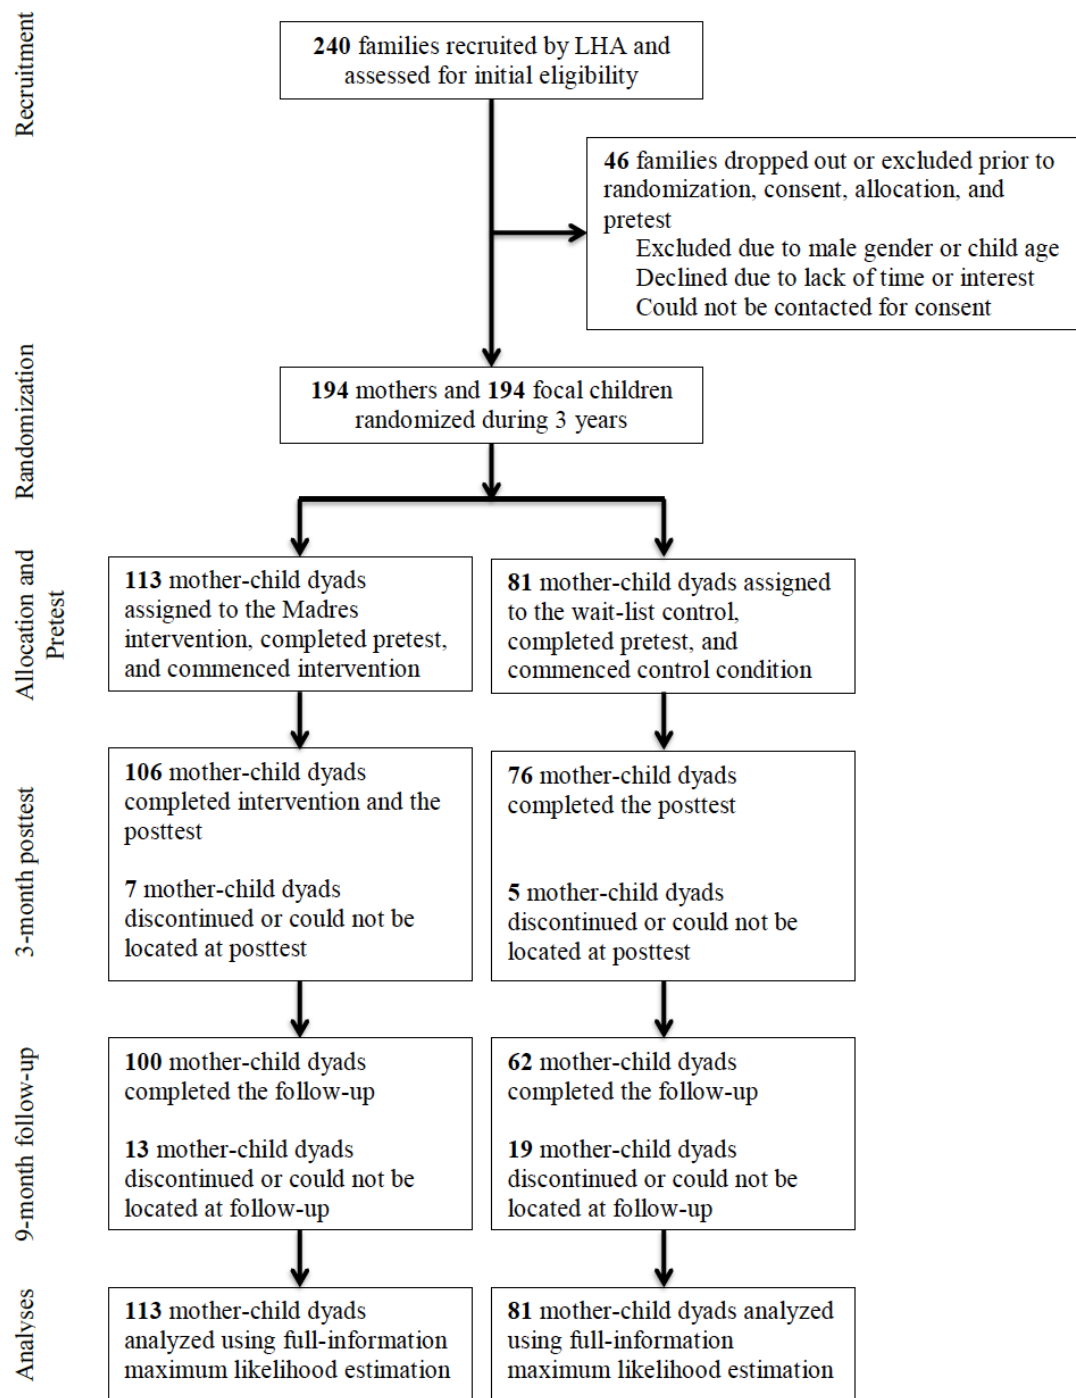 Recruitment
240 families recruited by LHA and
assessed for initial eligibility
46 families dropped out or excluded prior to
randomization, consent, allocation, and
pretest
Excluded due to male gender or child age
Declined due to lack of time or interest
Could not be contacted for consent
Randomization
194 mothers and 194 focal children
randomized during 3 years
Allocation and
Pretest
113 mother-child dyads
assigned to the Madres
intervention, completed pretest,
and commenced intervention
81 mother-child dyads assigned
to the wait-list control,
completed pretest, and
commenced control condition
3-month posttest
106 mother-child dyads
completed intervention and the
posttest
7 mother-child dyads
discontinued or could not be
located at posttest
76 mother-child dyads
completed the posttest
5 mother-child dyads
discontinued or could not be
located at posttest
9-month follow-up
100 mother-child dyads
completed the follow-up
13 mother-child dyads
discontinued or could not be
located at follow-up
62 mother-child dyads
completed the follow-up
19 mother-child dyads
discontinued or could not be
located at follow-up
Analyses
113 mother-child dyads
analyzed using full-information
maximum likelihood estimation
81 mother-child dyads analyzed
using full-information
maximum likelihood estimation